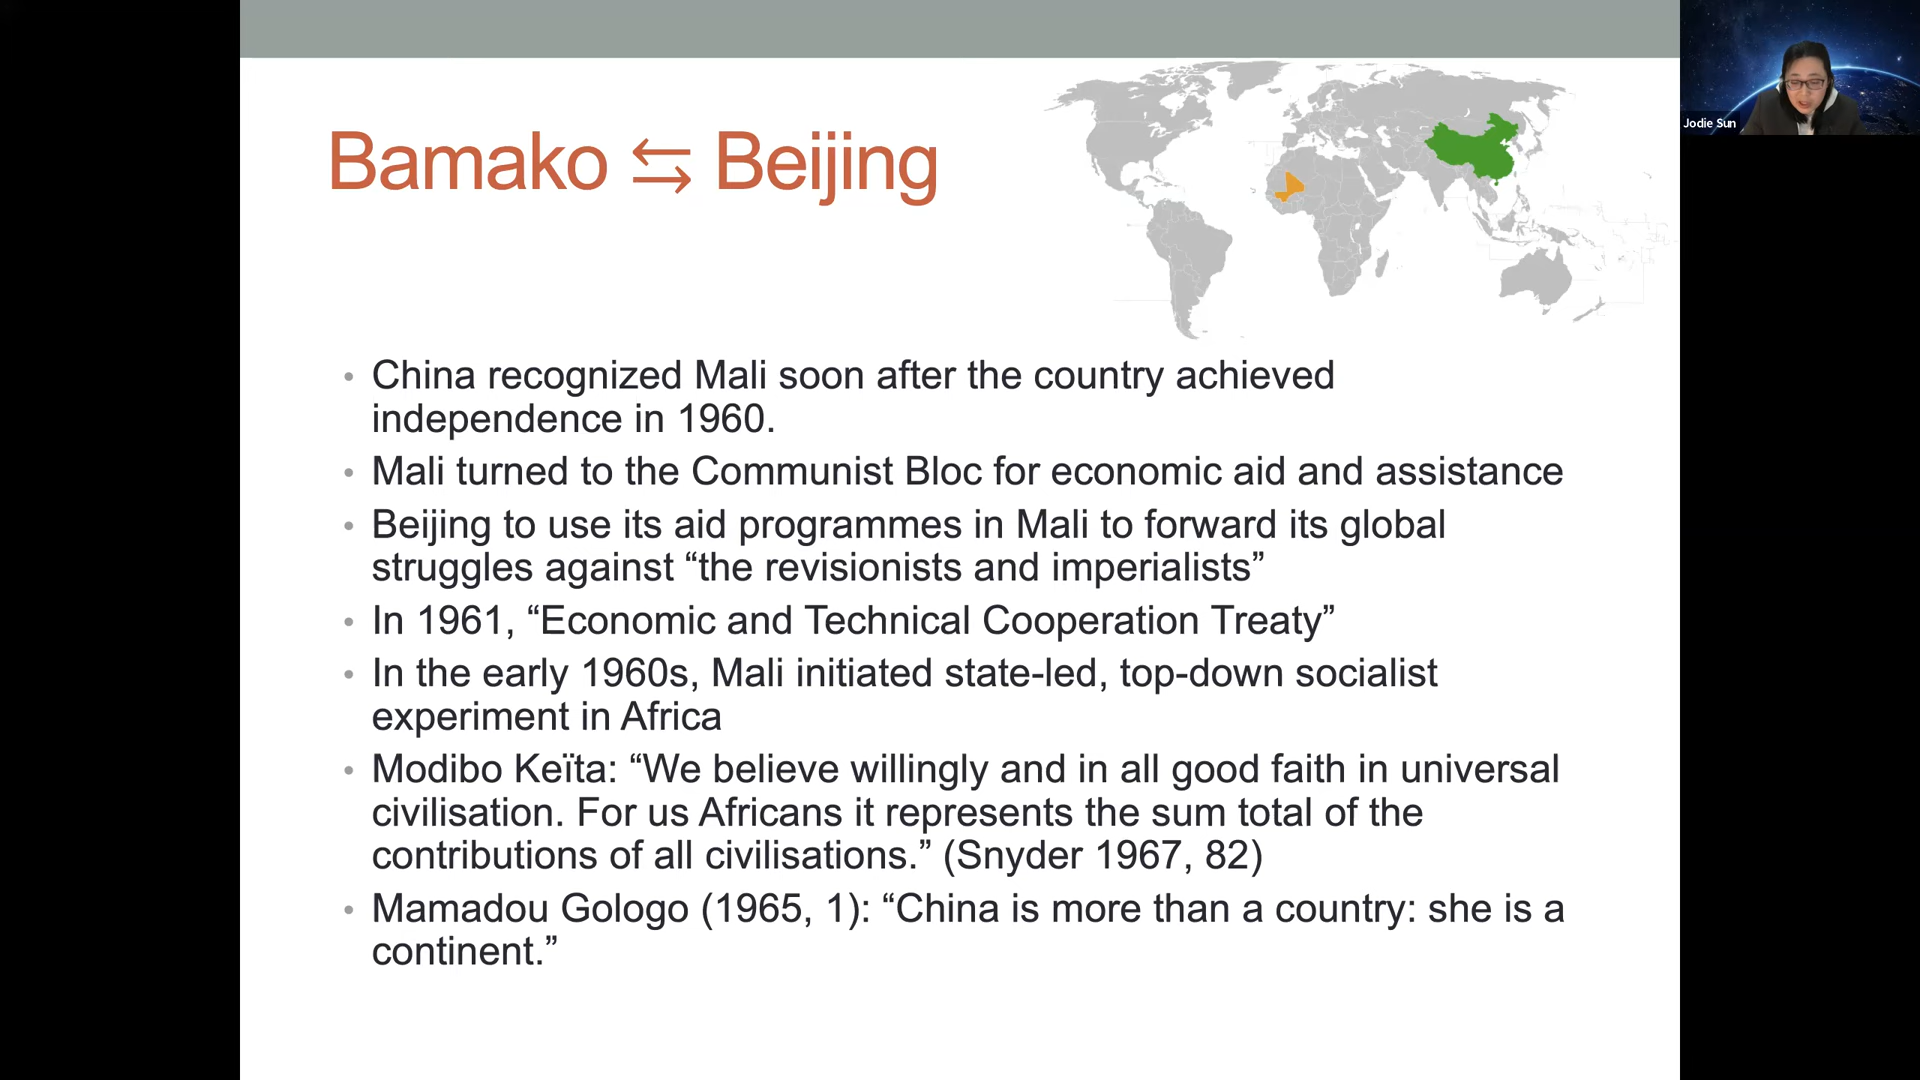 Jodie Sun
Bamako ⇆ Beijing
• China recognized Mali soon after the country achieved
independence in 1960.
• Mali turned to the Communist Bloc for economic aid and assistance
• Beijing to use its aid programmes in Mali to forward its global
struggles against “the revisionists and imperialists”
• In 1961, “Economic and Technical Cooperation Treaty”
• In the early 1960s, Mali initiated state-led, top-down socialist
experiment in Africa
• Modibo Keïta: “We believe willingly and in all good faith in universal
civilisation. For us Africans it represents the sum total of the
contributions of all civilisations.” (Snyder 1967, 82)
• Mamadou Gologo (1965, 1): “China is more than a country: she is a
continent.”